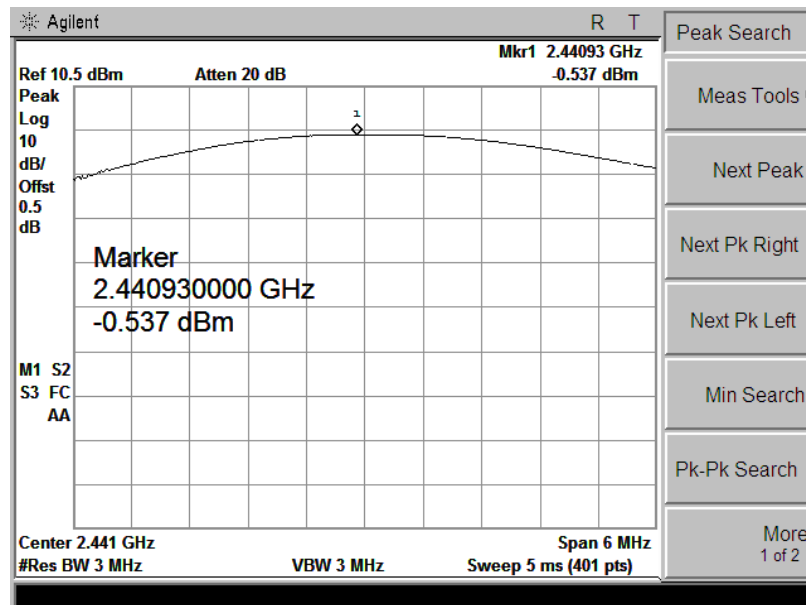 Agilent
R T
Peak Search
Mkr1 2.44093 GHz
Ref 10.5 dBm Atten 20 dB -0.537 dBm
Peak
Log
10
dB/
Offst
0.5
dB
1
Marker
2.440930000 GHz
-0.537 dBm
M1 S2
S3 FC
AA
Center 2.441 GHz Span 6 MHz
#Res BW 3 MHz VBW 3 MHz Sweep 5 ms (401 pts)
Meas Tools
Next Peak
Next Pk Right
Next Pk Left
Min Search
Pk-Pk Search
More
1 of 2